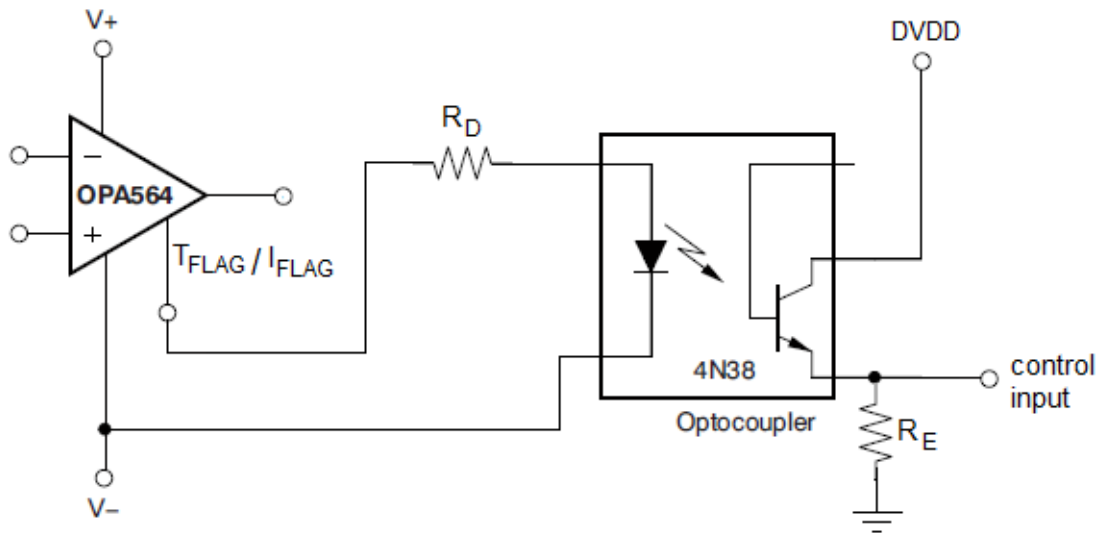 V+
DVDD
R_D
−
OPA564
+
T_FLAG / I_FLAG
4N38
control
input
Optocoupler
R_E
V−